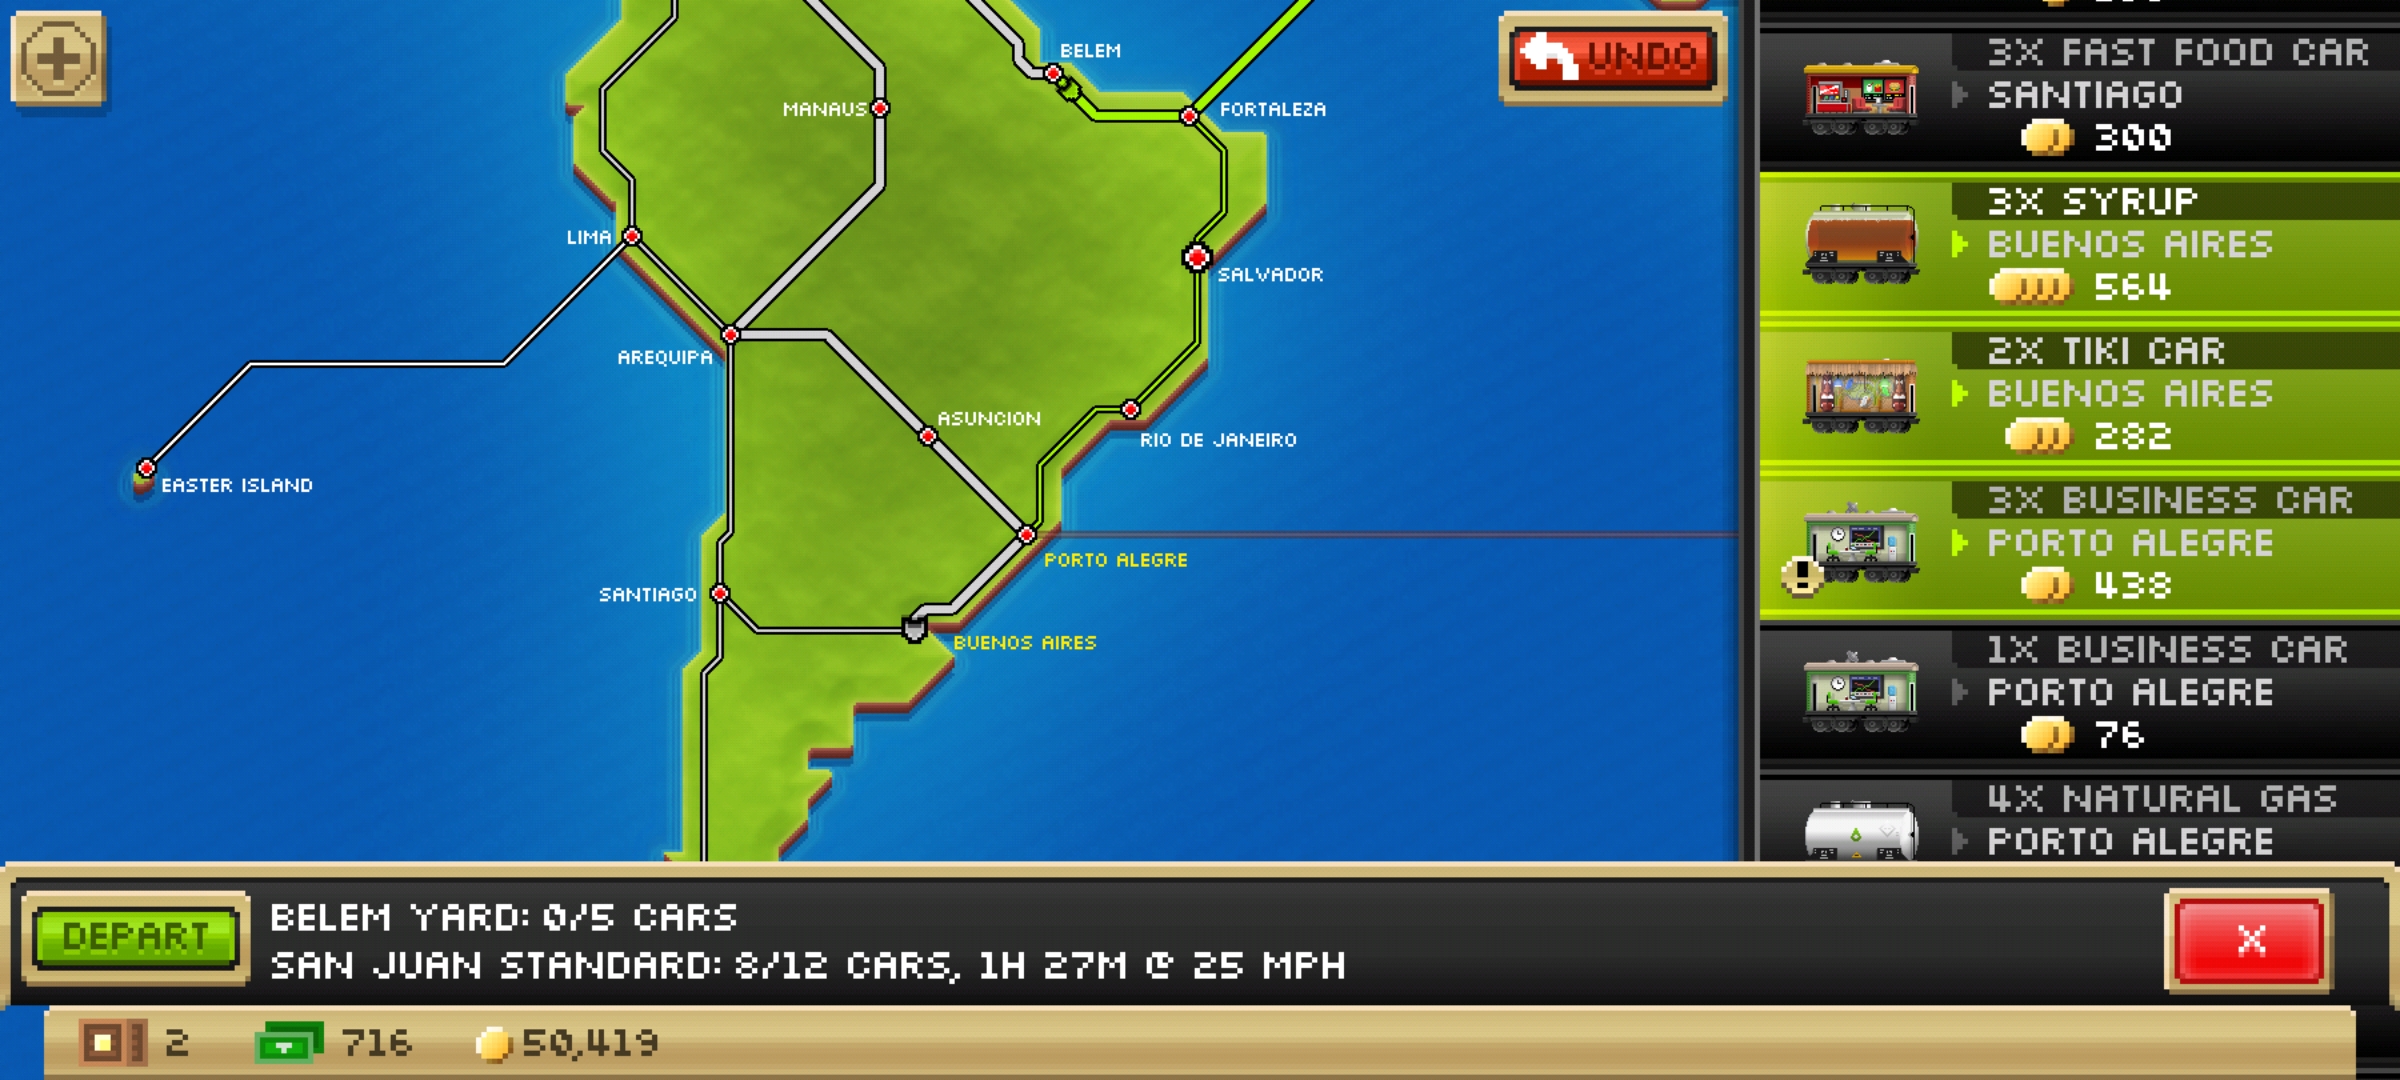 BELEM
MANAUS
FORTALEZA
LIMA
SALVADOR
AREQUIPA
ASUNCION
RIO DE JANEIRO
EASTER ISLAND
PORTO ALEGRE
SANTIAGO
BUENOS AIRES
UNDO
3X FAST FOOD CAR
SANTIAGO
300
3X SYRUP
BUENOS AIRES
564
2X TIKI CAR
BUENOS AIRES
282
3X BUSINESS CAR
PORTO ALEGRE
438
1X BUSINESS CAR
PORTO ALEGRE
76
4X NATURAL GAS
PORTO ALEGRE
DEPART
BELEM YARD: 0/5 CARS
SAN JUAN STANDARD: 8/12 CARS, 1H 27M @ 25 MPH
X
2
716
50,419